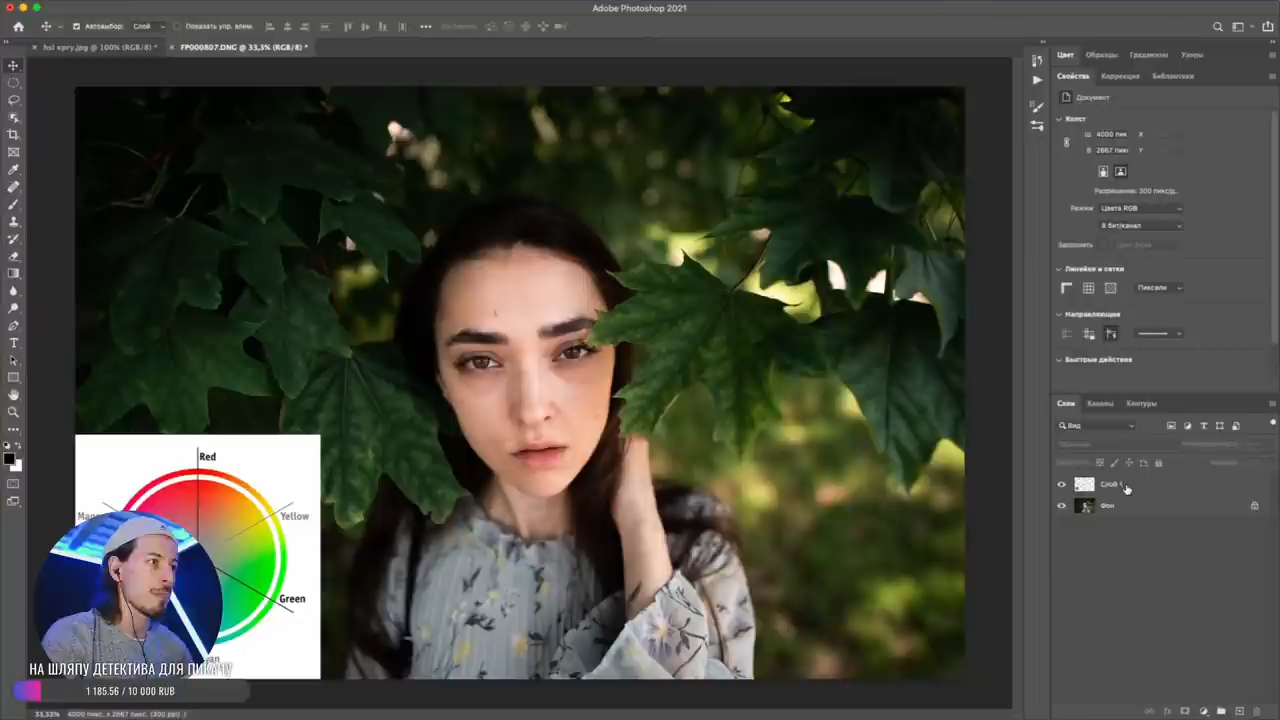 Adobe Photoshop 2021
Автовыбор: Слой Показать упр. элем.
hsl кругу.jpg @ 100% (RGB/8) *
FP000807.DNG @ 33,3% (RGB/8) *
Цвет Образцы Градиенты Узоры
Свойства Коррекция Библиотеки
Документ
Холст
Ш 4000 пик X
В 2667 пикс Y
Разрешение: 300 пикс/д..
Режим Цвета RGB
8 бит/канал
Заполнить
Линейки и сетки
Пиксели
Направляющие
Быстрые действия
Слои Каналы Контуры
Вид
Слой 1
Фон
Red
Yellow
Green
НА ШЛЯПУ ДЕТЕКТИВА ДЛЯ ПИКАЧУ
1 185.56 / 10 000 RUB
33,33% 4000 пикс. x 2667 пикс. (300 ppi)